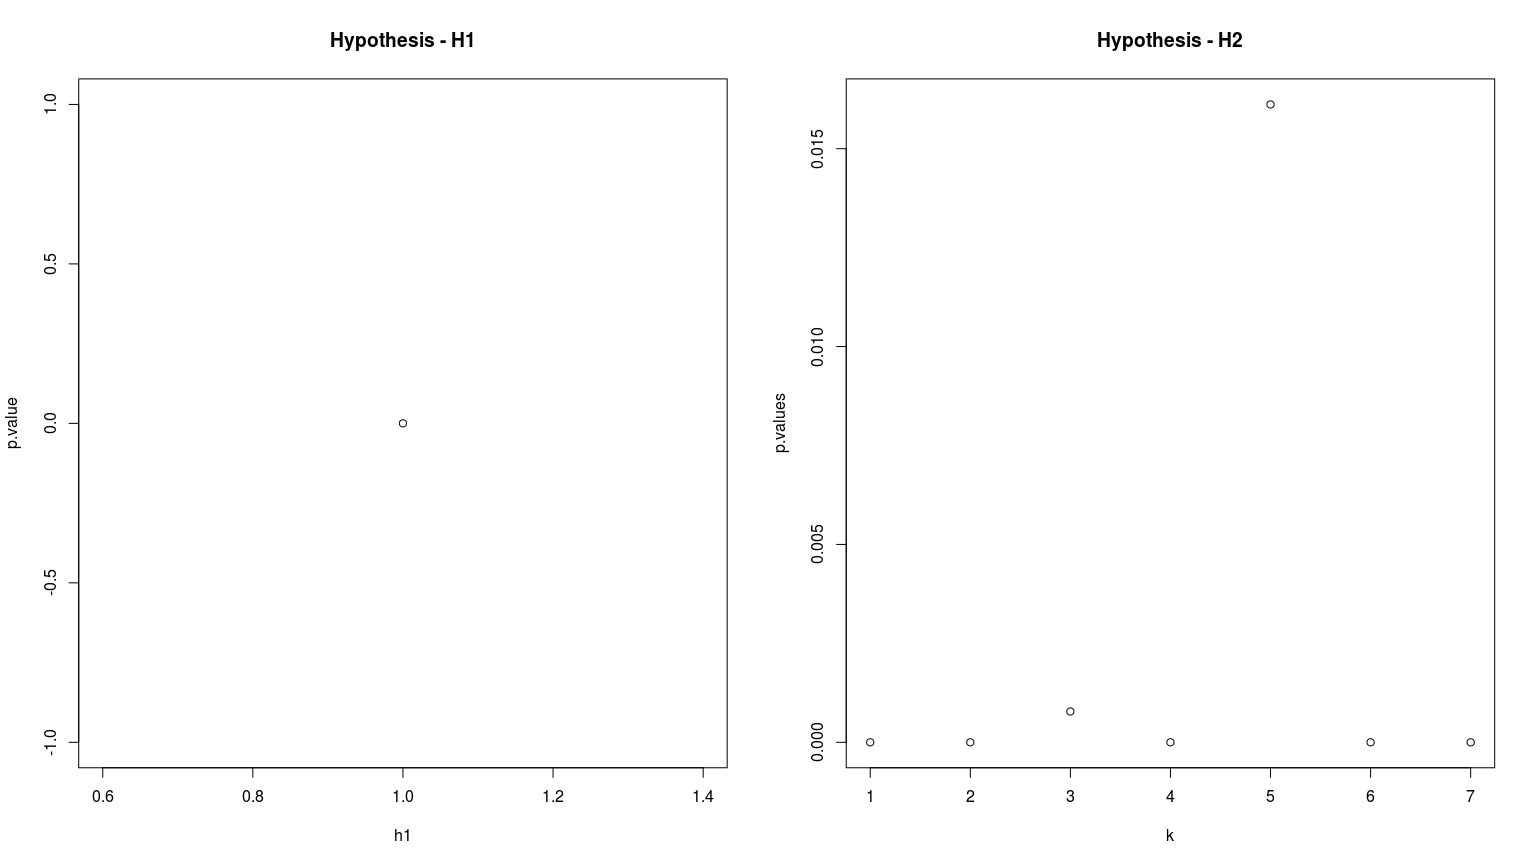 Hypothesis - H1
p.value
1.0
0.5
0.0
-0.5
-1.0
0.6 0.8 1.0 1.2 1.4
h1
Hypothesis - H2
p.values
0.015
0.010
0.005
0.000
1 2 3 4 5 6 7
k